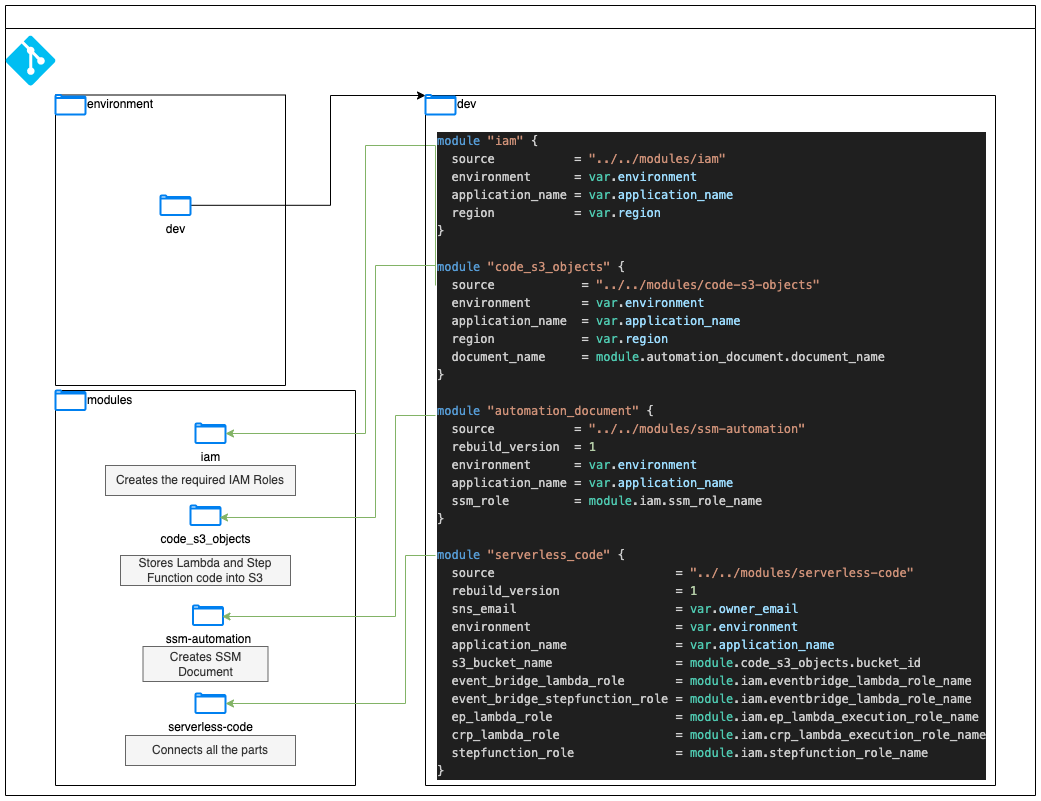 environment
dev
modules
iam
Creates the required IAM Roles
code_s3_objects
Stores Lambda and Step
Function code into S3
ssm-automation
Creates SSM
Document
serverless-code
Connects all the parts
dev
module "iam" {
  source           = "../../modules/iam"
  environment      = var.environment
  application_name = var.application_name
  region           = var.region
}
module "code_s3_objects" {
  source            = "../../modules/code-s3-objects"
  environment       = var.environment
  application_name  = var.application_name
  region            = var.region
  document_name     = module.automation_document.document_name
}
module "automation_document" {
  source           = "../../modules/ssm-automation"
  rebuild_version  = 1
  environment      = var.environment
  application_name = var.application_name
  ssm_role         = module.iam.ssm_role_name
}
module "serverless_code" {
  source                         = "../../modules/serverless-code"
  rebuild_version                = 1
  sns_email                      = var.owner_email
  environment                    = var.environment
  application_name               = var.application_name
  s3_bucket_name                 = module.code_s3_objects.bucket_id
  event_bridge_lambda_role       = module.iam.eventbridge_lambda_role_name
  event_bridge_stepfunction_role = module.iam.eventbridge_lambda_role_name
  ep_lambda_role                 = module.iam.ep_lambda_execution_role_name
  crp_lambda_role                = module.iam.crp_lambda_execution_role_name
  stepfunction_role              = module.iam.stepfunction_role_name
}